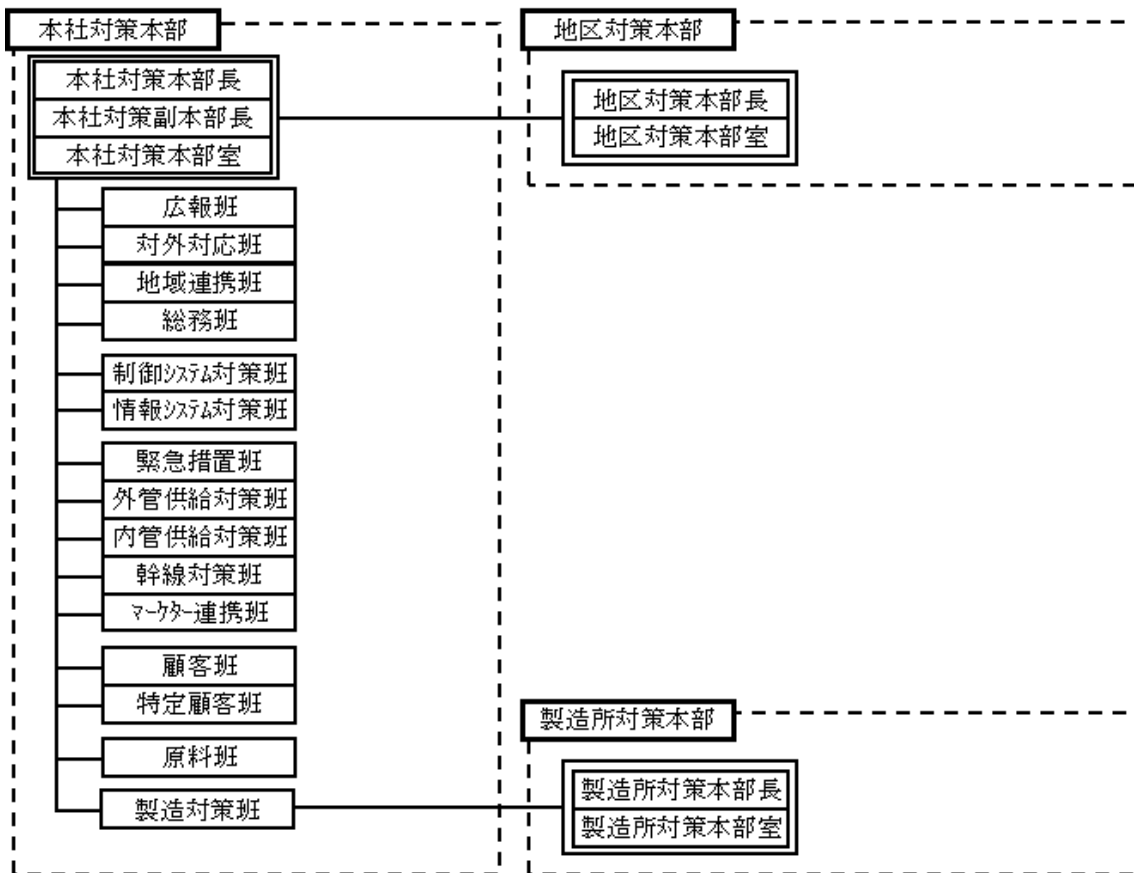 本社対策本部
本社対策本部長
本社対策副本部長
本社対策本部室
広報班
対外対応班
地域連携班
総務班
制御ｼｽﾃﾑ対策班
情報ｼｽﾃﾑ対策班
緊急措置班
外管供給対策班
内管供給対策班
幹線対策班
ﾏｰｹﾀｰ連携班
顧客班
特定顧客班
原料班
製造対策班
地区対策本部
地区対策本部長
地区対策本部室
製造所対策本部
製造所対策本部長
製造所対策本部室